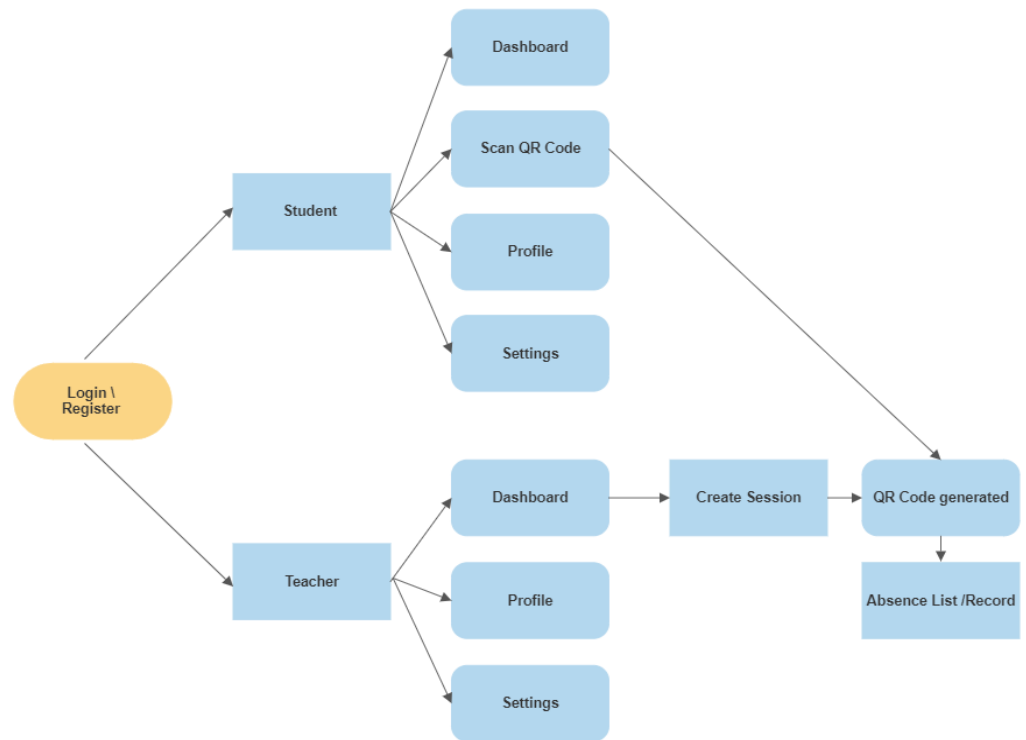 Dashboard
Scan QR Code
Student
Profile
Settings
Login \
Register
Dashboard
Create Session
QR Code generated
Teacher
Profile
Absence List /Record
Settings